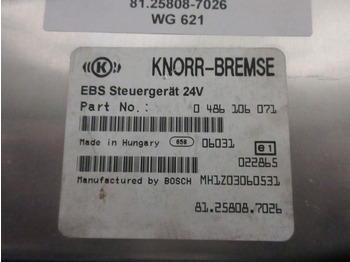 81.25808-7026
WG 621
((K)) KNORR-BREMSE
EBS Steuergerät 24V
Part No.: 0 486 106 071
Made in Hungary 658 06031 e1
022865
Manufactured by BOSCH MH1Z03060531
81.25808.7026